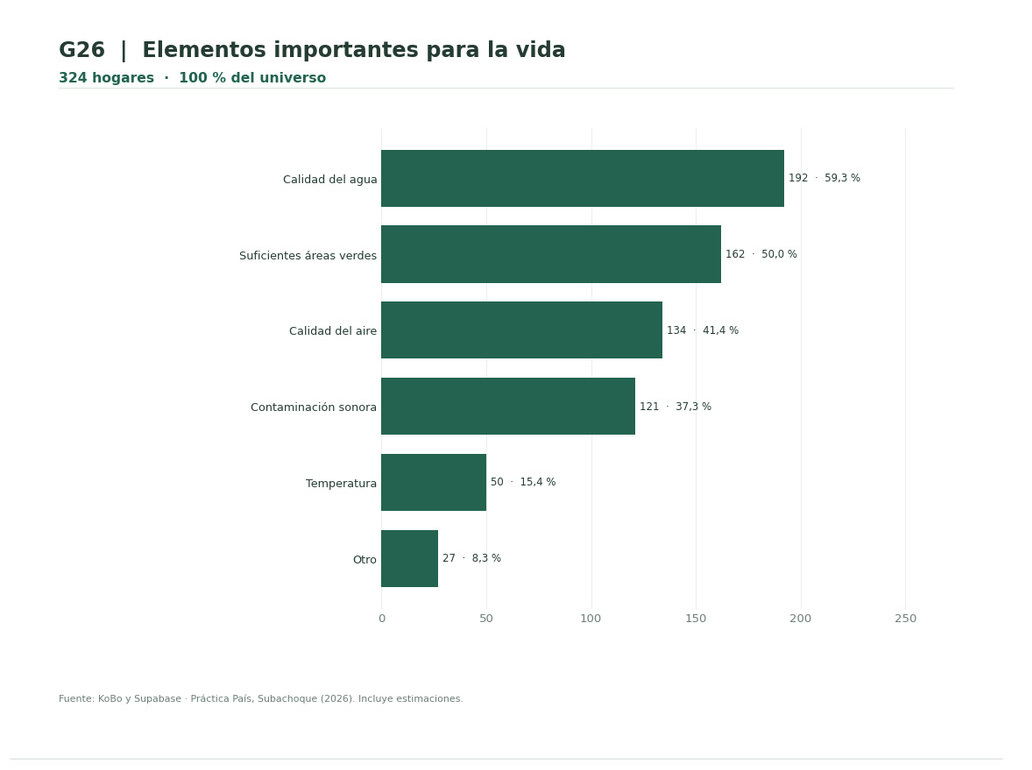 G26 | Elementos importantes para la vida
324 hogares · 100 % del universo
Calidad del agua 192 · 59,3 %
Suficientes áreas verdes 162 · 50,0 %
Calidad del aire 134 · 41,4 %
Contaminación sonora 121 · 37,3 %
Temperatura 50 · 15,4 %
Otro 27 · 8,3 %
0 50 100 150 200 250
Fuente: KoBo y Supabase · Práctica País, Subachoque (2026). Incluye estimaciones.